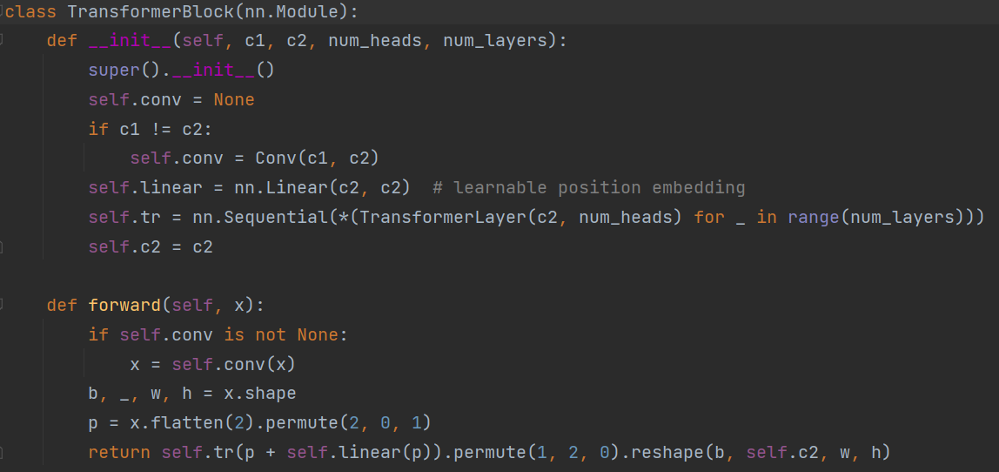 class TransformerBlock(nn.Module):
    def __init__(self, c1, c2, num_heads, num_layers):
        super().__init__()
        self.conv = None
        if c1 != c2:
            self.conv = Conv(c1, c2)
        self.linear = nn.Linear(c2, c2)  # learnable position embedding
        self.tr = nn.Sequential(*(TransformerLayer(c2, num_heads) for _ in range(num_layers)))
        self.c2 = c2

    def forward(self, x):
        if self.conv is not None:
            x = self.conv(x)
        b, _, w, h = x.shape
        p = x.flatten(2).permute(2, 0, 1)
        return self.tr(p + self.linear(p)).permute(1, 2, 0).reshape(b, self.c2, w, h)